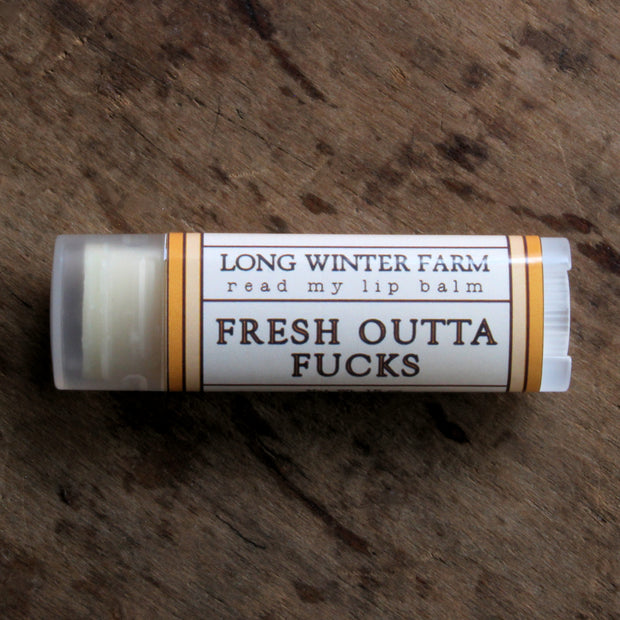 LONG WINTER FARM
read my lip balm
FRESH OUTTA
FUCKS